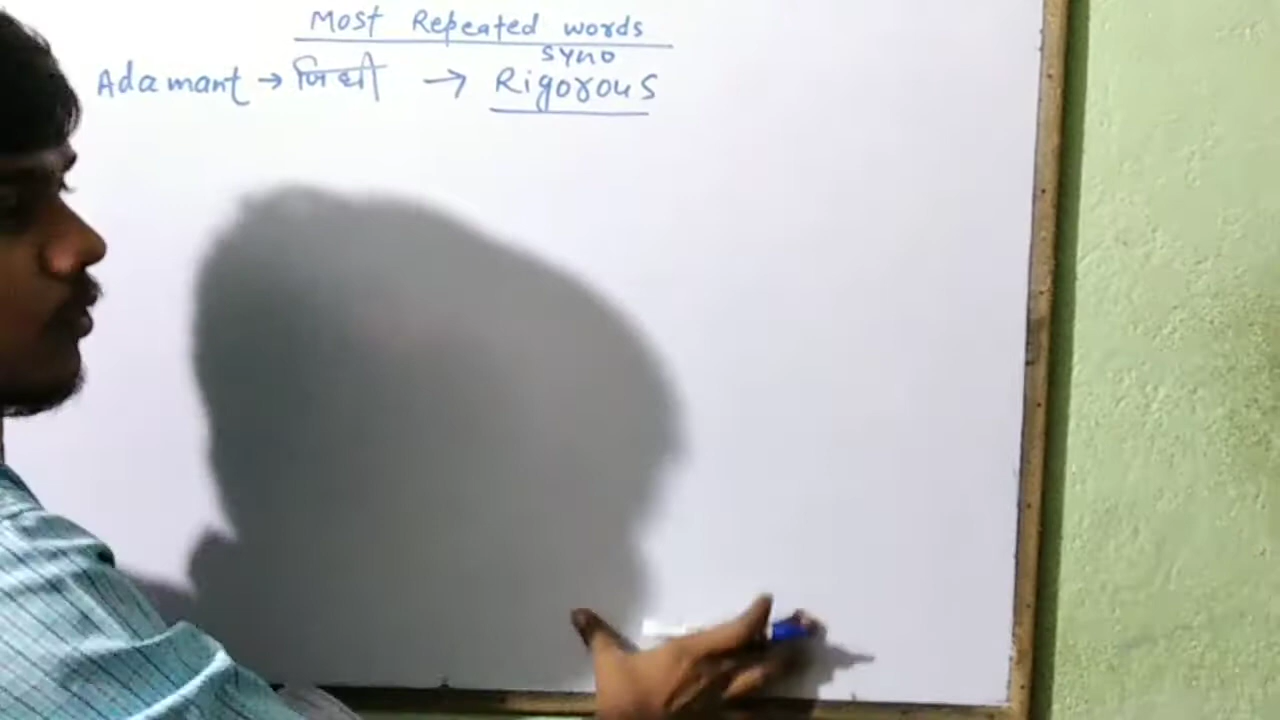 Most Repeated words
syno
Adamant → जिद्दी → Rigorous